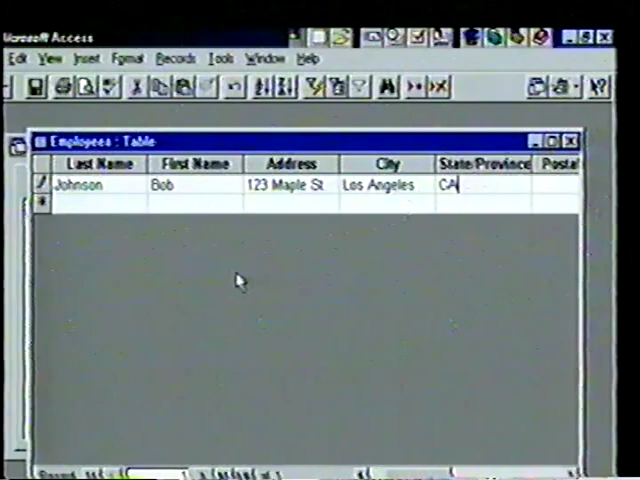 Microsoft Access
Edit View Insert Format Records Tools Window Help
Employees : Table
Last Name First Name Address City State/Province Postal
Johnson Bob 123 Maple St Los Angeles CA